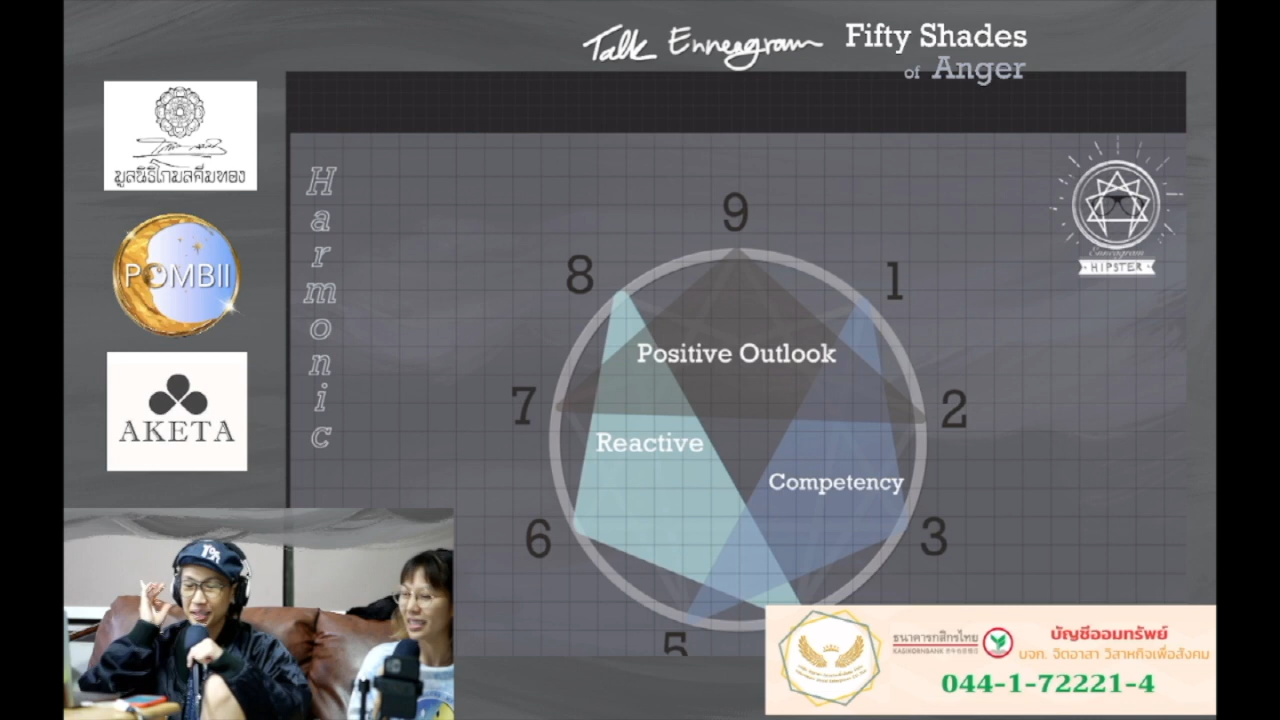 Talk Enneagram
Fifty Shades
of Anger
มูลนิธิโกมลคีมทอง
POMBII
AKETA
Harmonic
HIPSTER
9
8
1
Positive Outlook
7
2
Reactive
Competency
6
3
5
ธนาคารกสิกรไทย
KASIKORNBANK
บัญชีออมทรัพย์
มจก. จิตอาสา วิสาหกิจเพื่อสังคม
044-1-72221-4